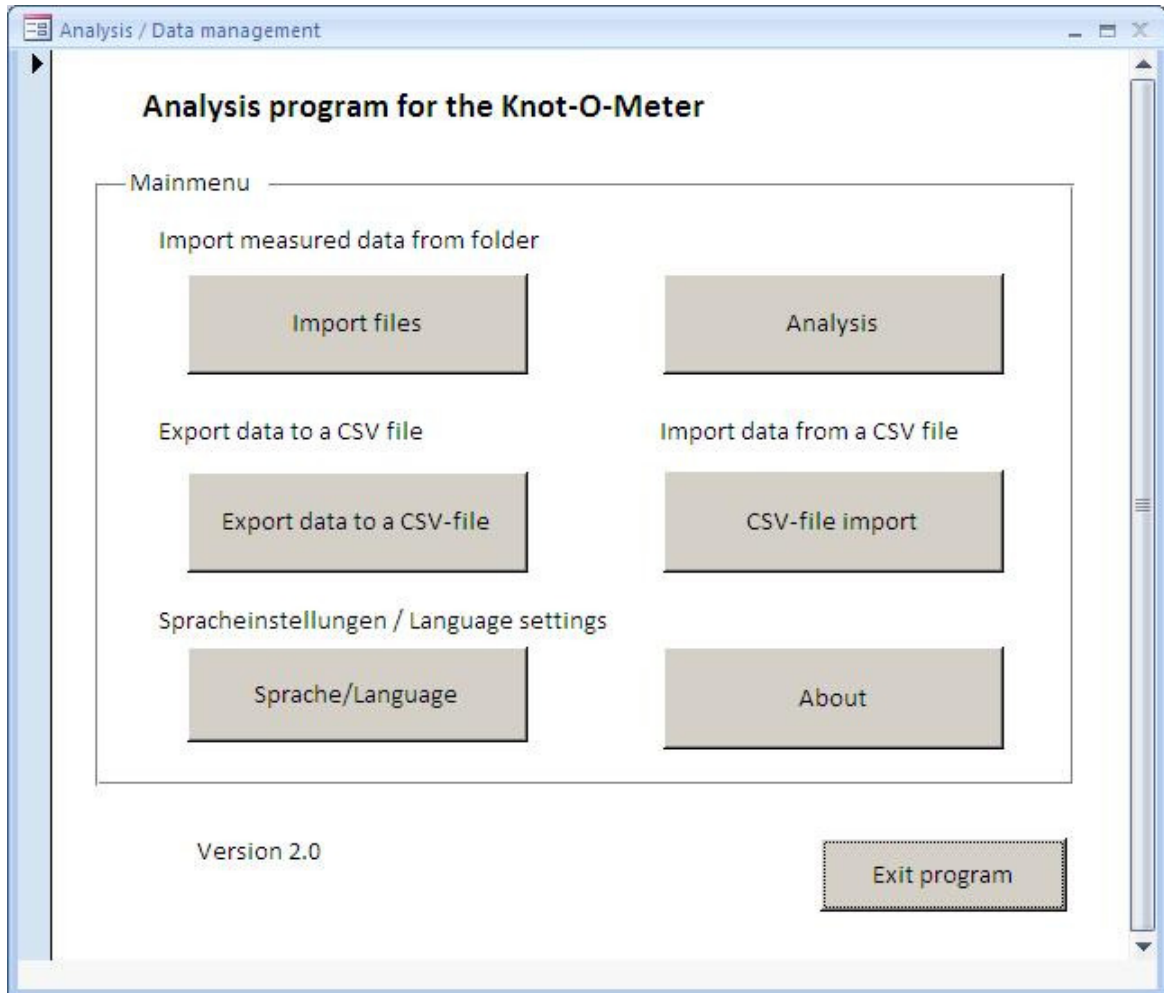 Analysis / Data management
Analysis program for the Knot-O-Meter
Mainmenu
Import measured data from folder
Import files
Analysis
Export data to a CSV file
Import data from a CSV file
Export data to a CSV-file
CSV-file import
Spracheinstellungen / Language settings
Sprache/Language
About
Version 2.0
Exit program